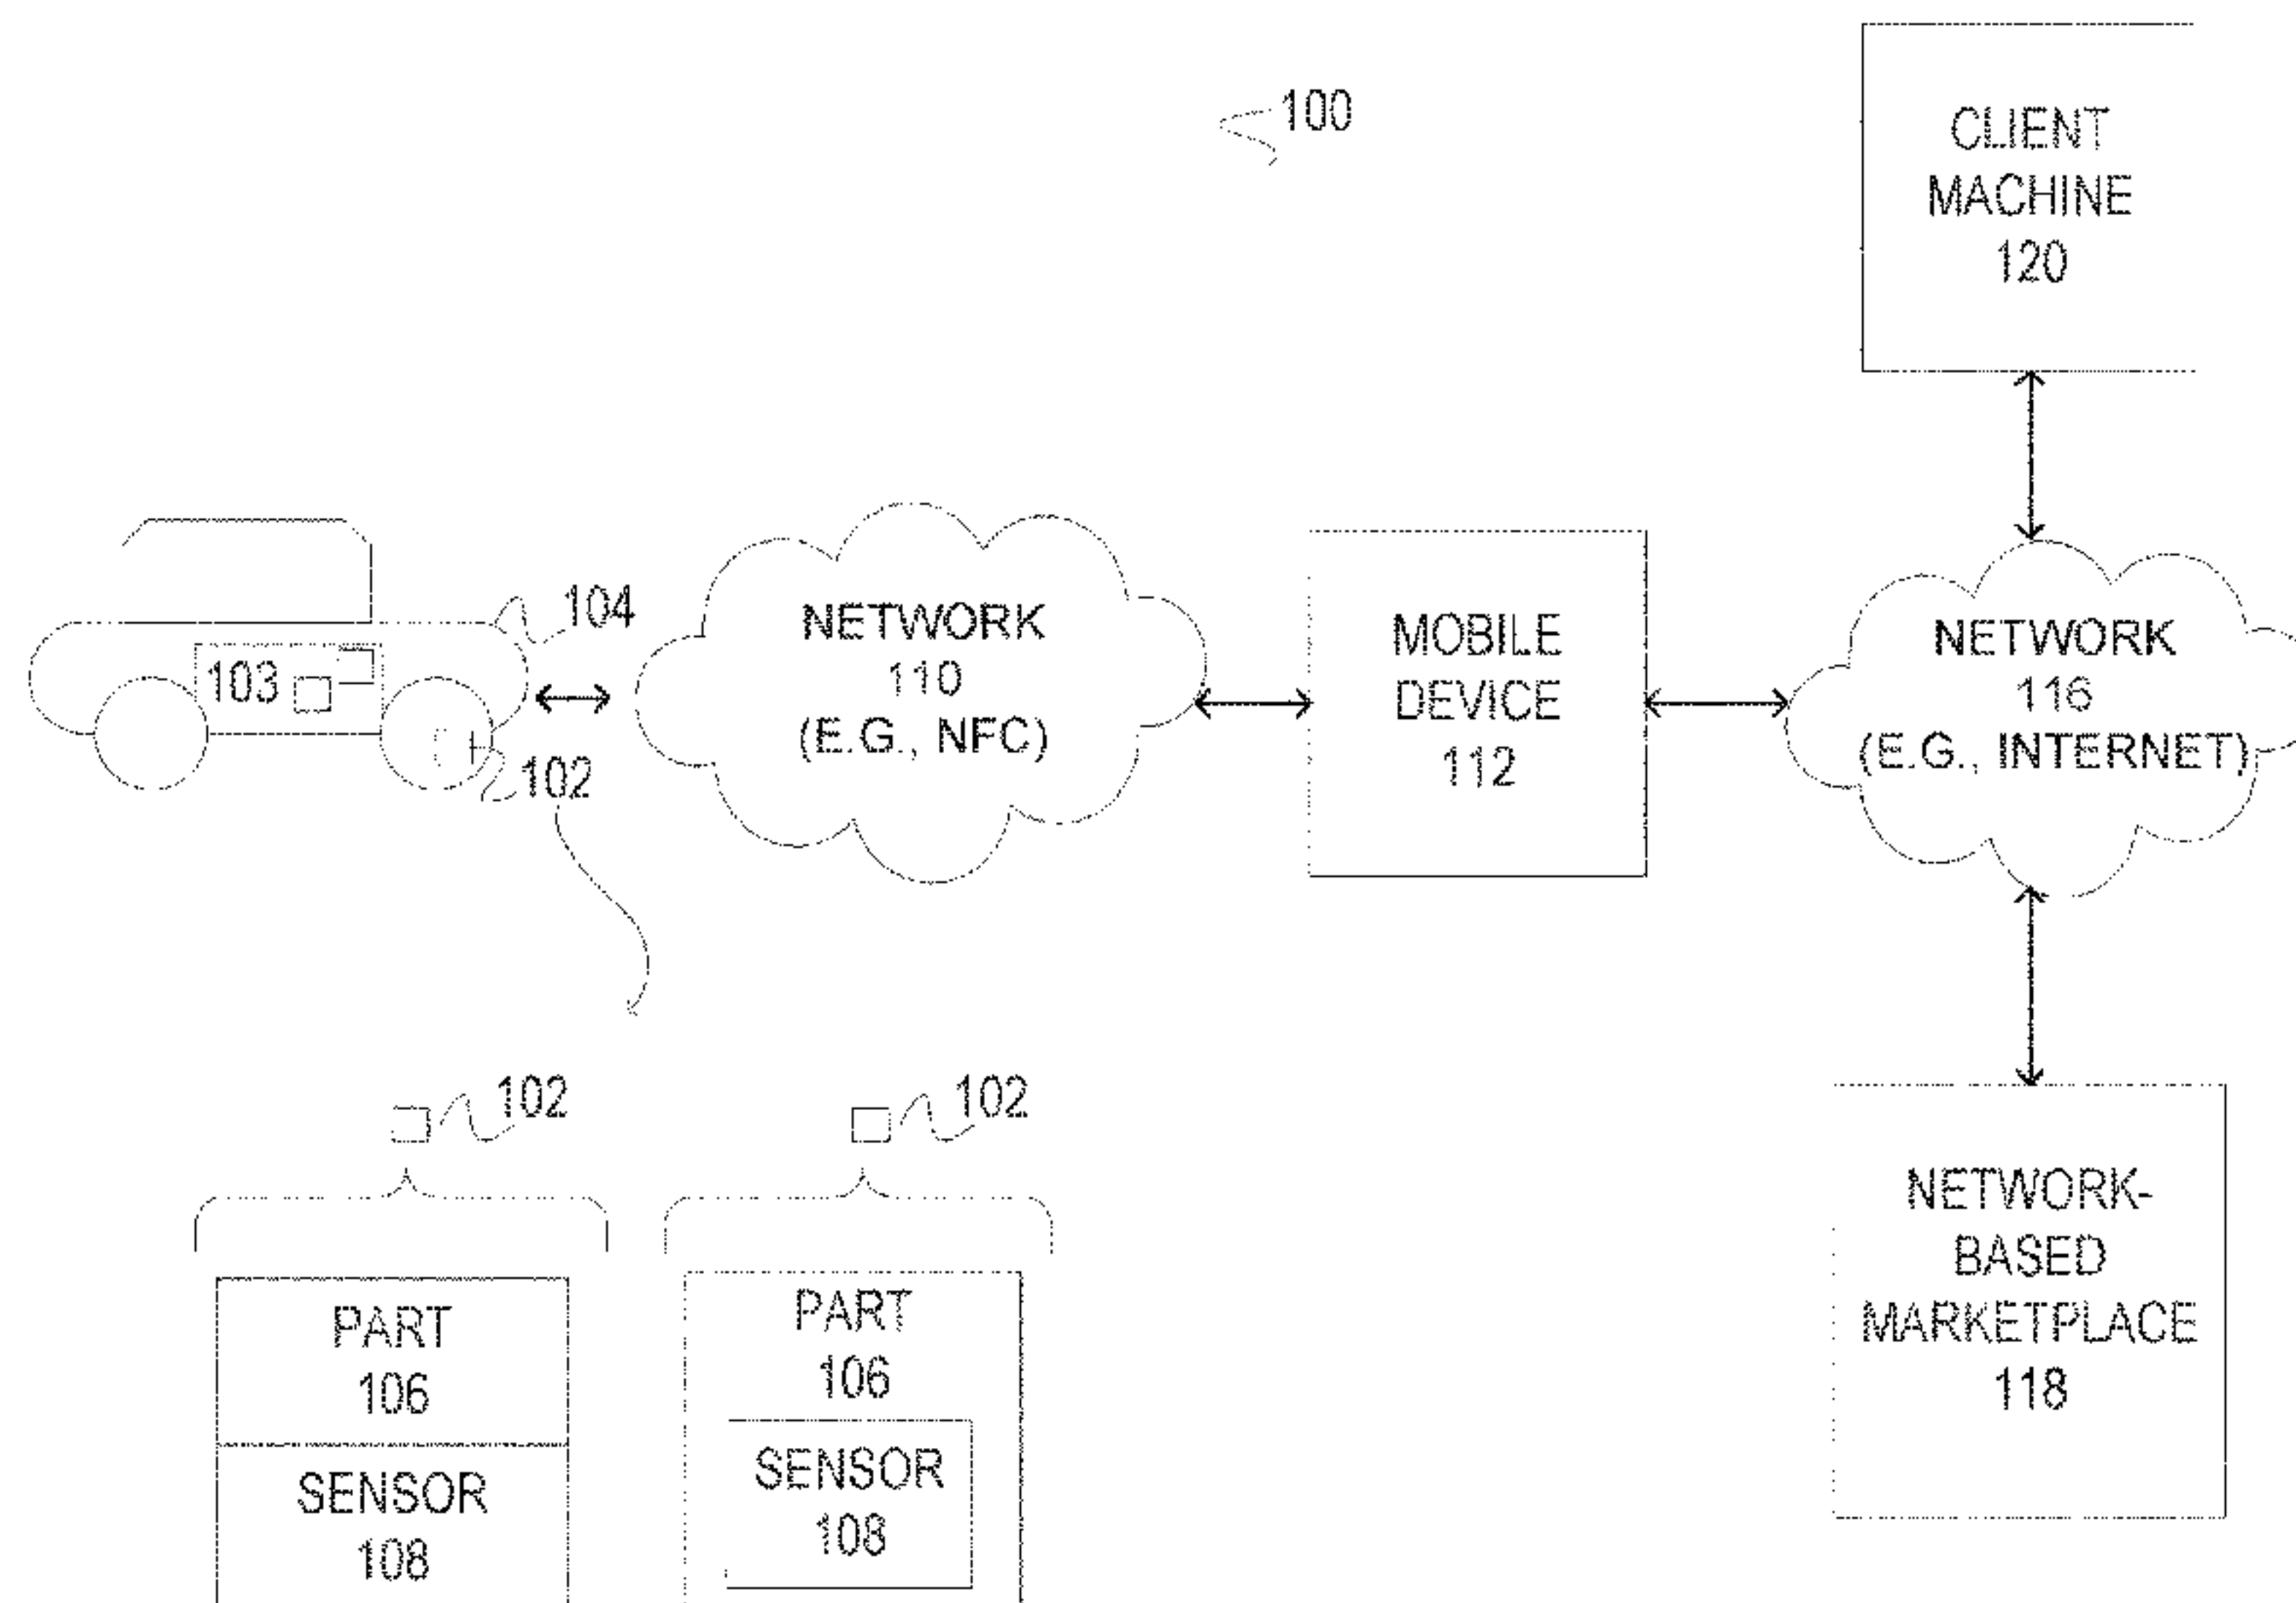 100
CLIENT
MACHINE
120
104
103
102
NETWORK
110
(E.G., NFC)
MOBILE
DEVICE
112
NETWORK
116
(E.G., INTERNET)
102
102
PART
106
SENSOR
108
PART
106
SENSOR
108
NETWORK-
BASED
MARKETPLACE
118